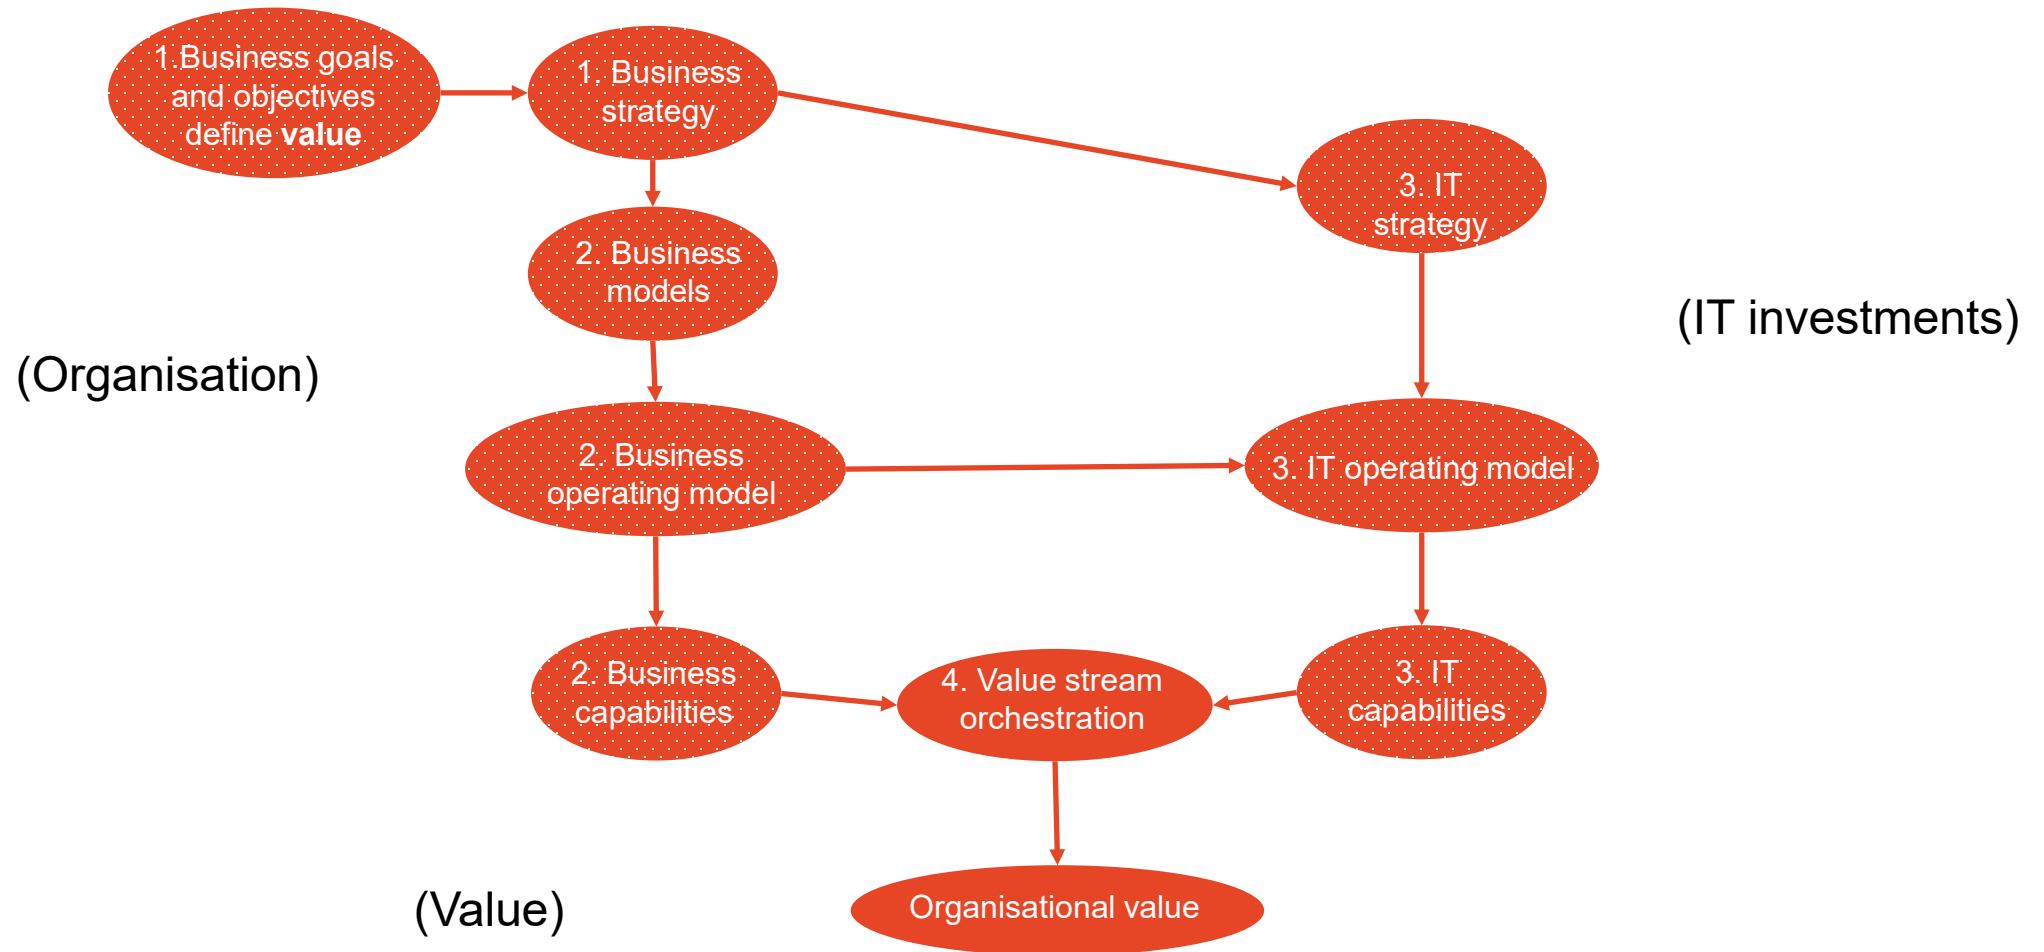 1.Business goals
and objectives
define value
1. Business
strategy
3. IT
strategy
2. Business
models
(IT investments)
(Organisation)
2. Business
operating model
3. IT operating model
2. Business
capabilities
4. Value stream
orchestration
3. IT
capabilities
(Value)
Organisational value